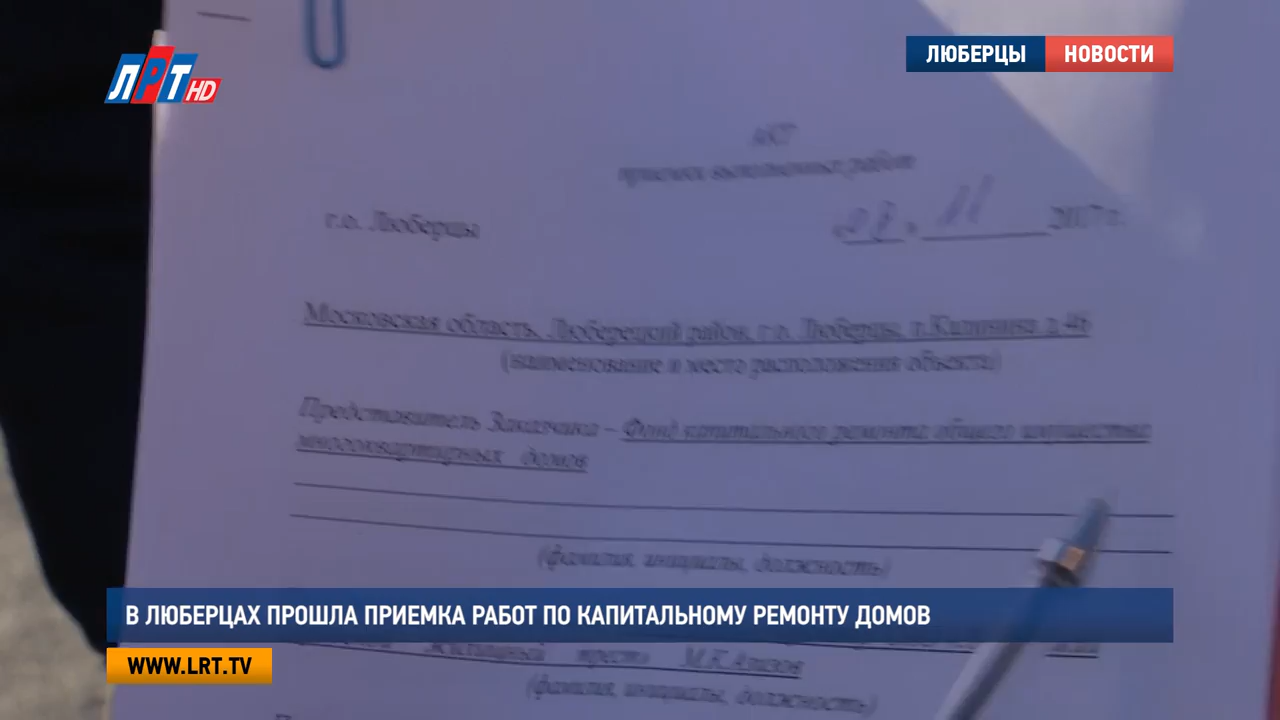 ЛРТ HD
ЛЮБЕРЦЫ НОВОСТИ
АКТ
приемки выполненных работ
г.о. Люберцы
11 2017 г.
Московская область, Люберецкий район, г.о. Люберцы, п.Калинина, д.46
(наименование и место расположения объекта)
Представитель Заказчика – Фонд капитального ремонта общего имущества
многоквартирных домов
(фамилия, инициалы, должность)
В ЛЮБЕРЦАХ ПРОШЛА ПРИЕМКА РАБОТ ПО КАПИТАЛЬНОМУ РЕМОНТУ ДОМОВ
WWW.LRT.TV
Жилищный трест» М.К.Азизов
(фамилия, инициалы, должность)